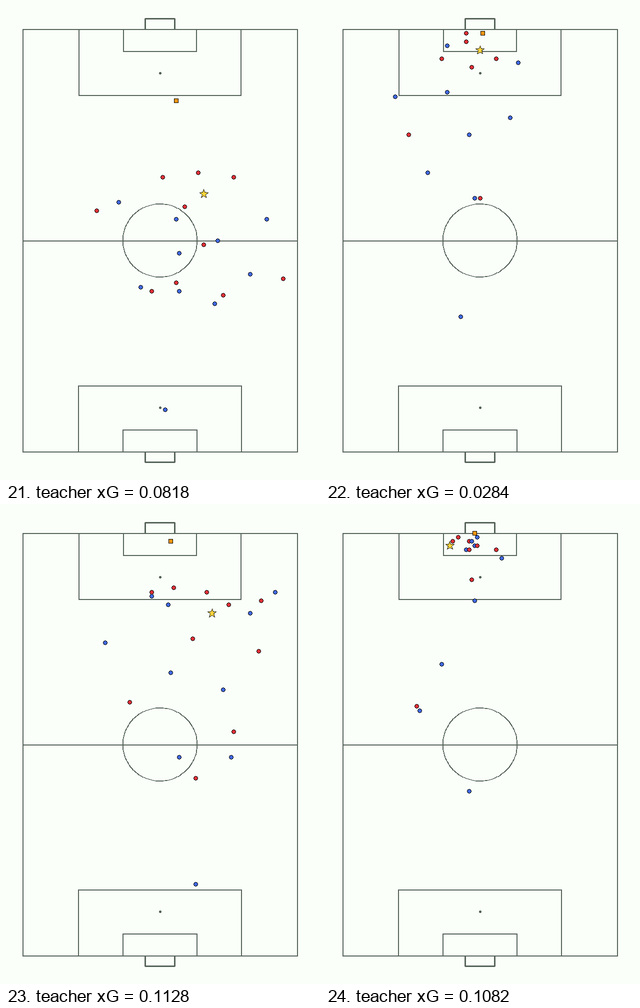 21. teacher xG = 0.0818
22. teacher xG = 0.0284
23. teacher xG = 0.1128
24. teacher xG = 0.1082